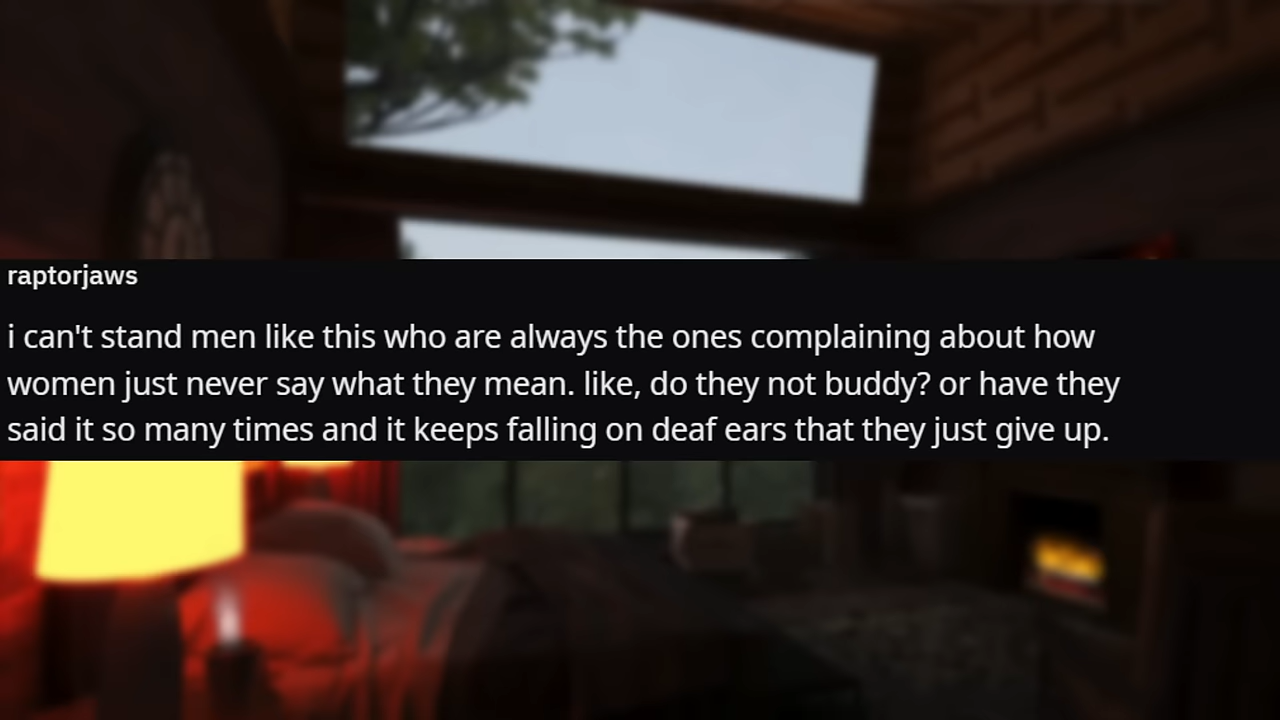 raptorjaws
i can't stand men like this who are always the ones complaining about how
women just never say what they mean. like, do they not buddy? or have they
said it so many times and it keeps falling on deaf ears that they just give up.